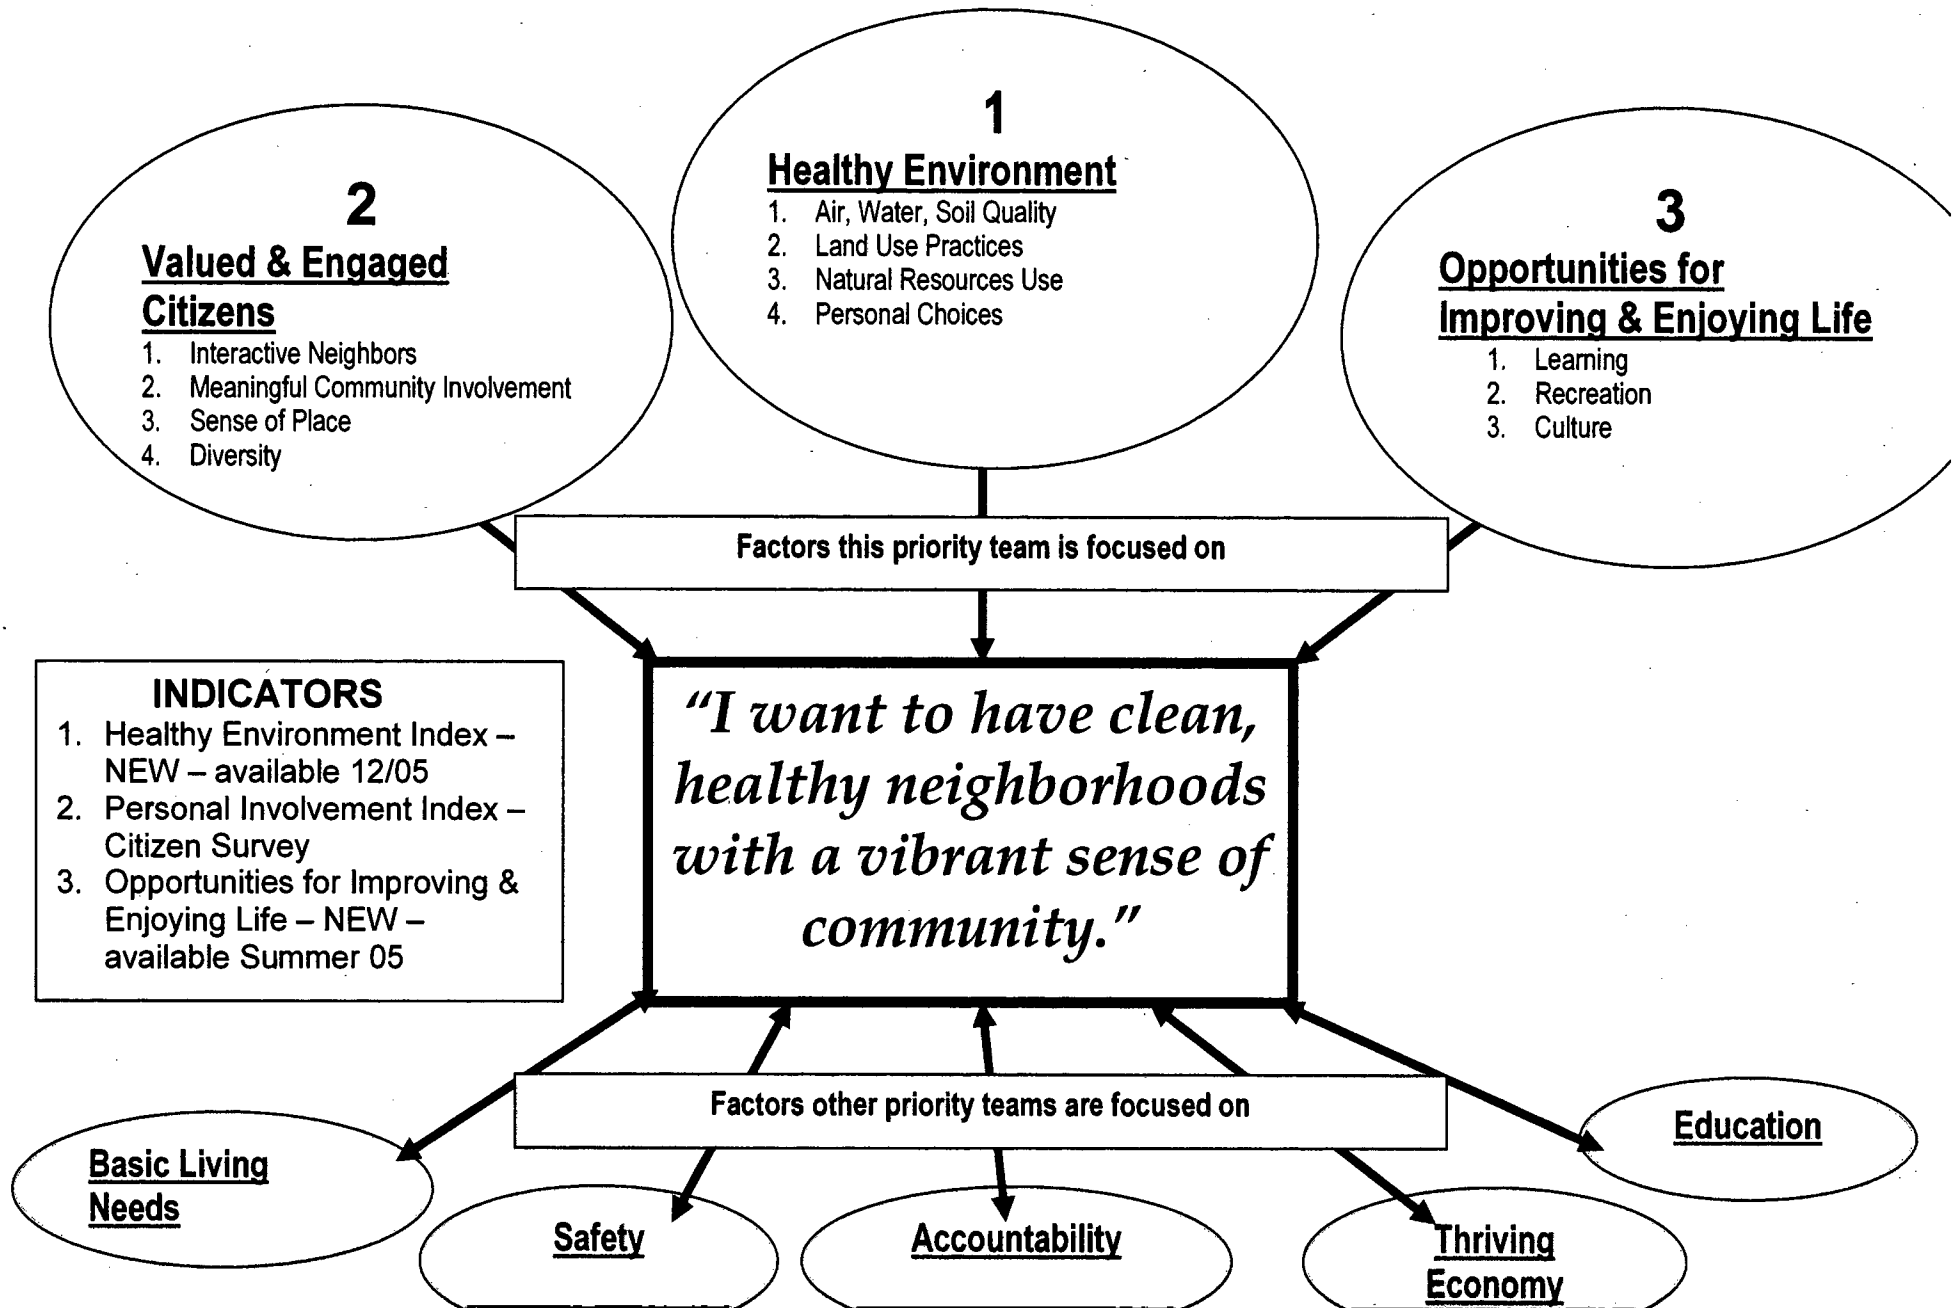 1
Healthy Environment
1. Air, Water, Soil Quality
2. Land Use Practices
3. Natural Resources Use
4. Personal Choices
2
Valued & Engaged
Citizens
1. Interactive Neighbors
2. Meaningful Community Involvement
3. Sense of Place
4. Diversity
3
Opportunities for
Improving & Enjoying Life
1. Learning
2. Recreation
3. Culture
Factors this priority team is focused on
INDICATORS
1. Healthy Environment Index –
NEW – available 12/05
2. Personal Involvement Index –
Citizen Survey
3. Opportunities for Improving &
Enjoying Life – NEW –
available Summer 05
“I want to have clean,
healthy neighborhoods
with a vibrant sense of
community.”
Factors other priority teams are focused on
Basic Living
Needs
Safety
Accountability
Thriving
Economy
Education